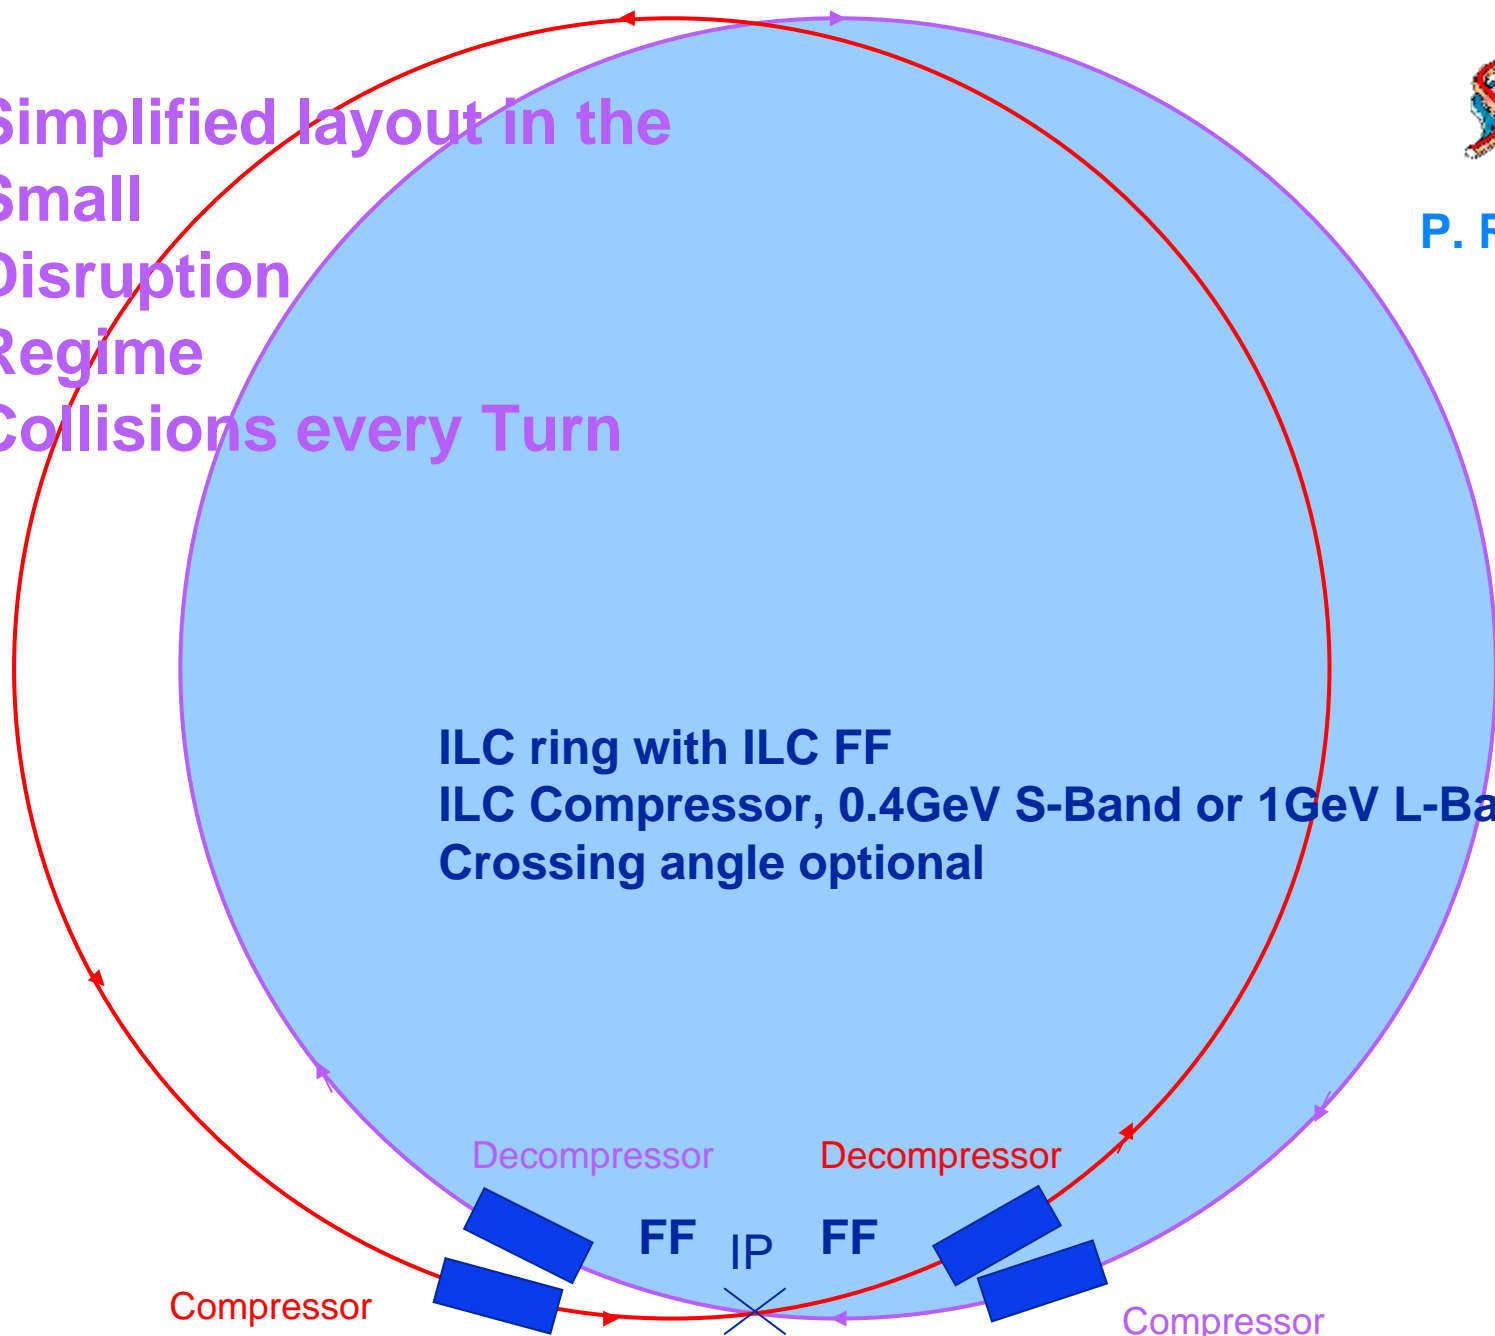 Simplified layout in the
Small
Disruption
Regime
Collisions every Turn
P.
ILC ring with ILC FF
ILC Compressor, 0.4GeV S-Band or 1GeV
Crossing angle optional
Decompressor
Decompressor
FF
IP
FF
Compressor
Compressor